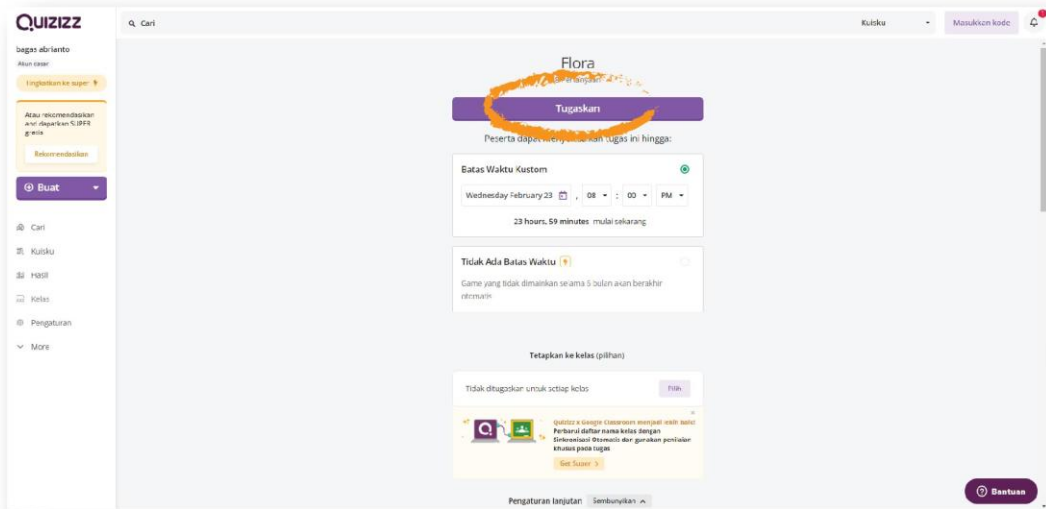 QUIZIZZ
Cari
Kuisku
Masukkan kode
bagas abrianto
Akun dasar
Tingkatkan ke super
Atau rekomendasikan
and dapatkan SUPER
gratis
Rekomendasikan
Buat
Cari
Kuisku
Hasil
Kelas
Pengaturan
More
Flora
Tugaskan
Peserta dapat tugas ini hingga:
Batas Waktu Kustom
Wednesday February 23 , 08 : 00 PM
23 hours, 59 minutes mulai sekarang
Tidak Ada Batas Waktu
Game yang tidak dimainkan selama 6 bulan akan berakhir
otomatis
Tetapkan ke kelas (pilihan)
Tidak ditugaskan untuk setiap kelas
Pilih
Quizizz x Google Classroom menjadi lebih baik!
Perbarui daftar nama kelas dengan
Sinkronisasi Otomatis dan gunakan penilaian
khusus pada tugas
Get Super >
Pengaturan lanjutan Sembunyikan
Bantuan